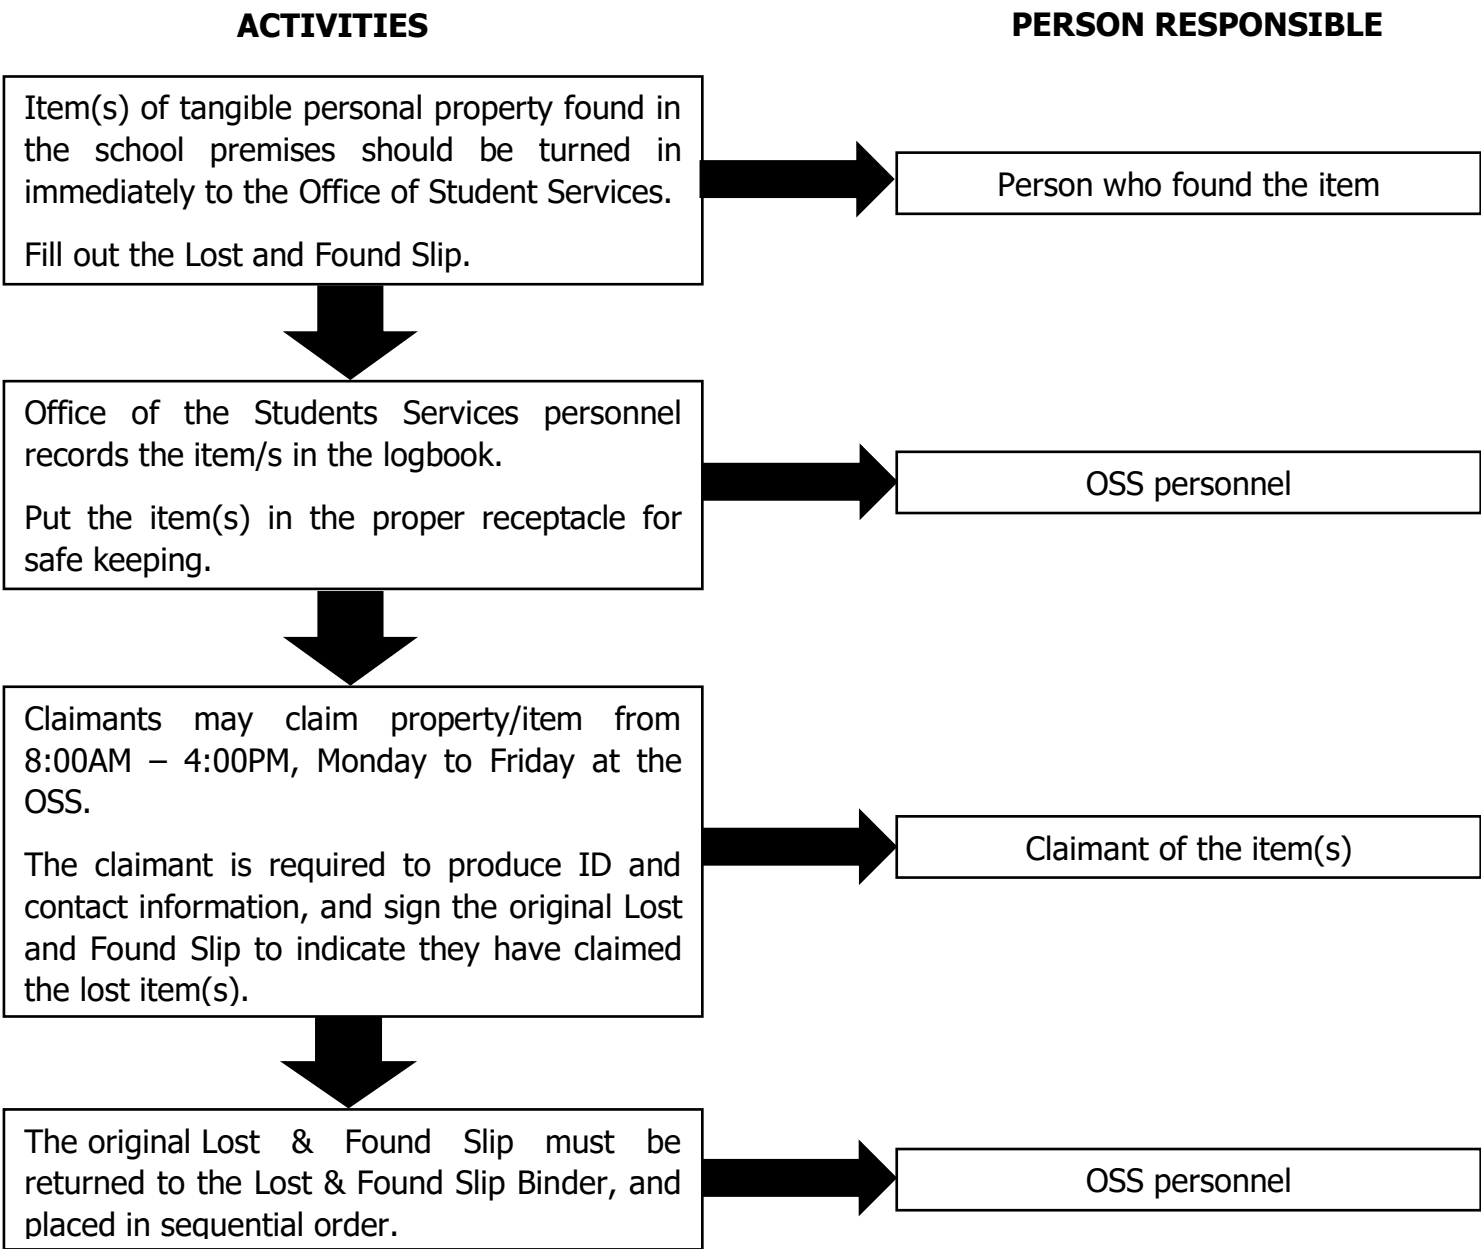 ACTIVITIES
PERSON RESPONSIBLE
Item(s) of tangible personal property found in
the school premises should be turned in
immediately to the Office of Student Services.
Fill out the Lost and Found Slip.
Person who found the item
Office of the Students Services personnel
records the item/s in the logbook.
Put the item(s) in the proper receptacle for
safe keeping.
OSS personnel
Claimants may claim property/item from
8:00AM – 4:00PM, Monday to Friday at the
OSS.
The claimant is required to produce ID and
contact information, and sign the original Lost
and Found Slip to indicate they have claimed
the lost item(s).
Claimant of the item(s)
The original Lost & Found Slip must be
returned to the Lost & Found Slip Binder, and
placed in sequential order.
OSS personnel